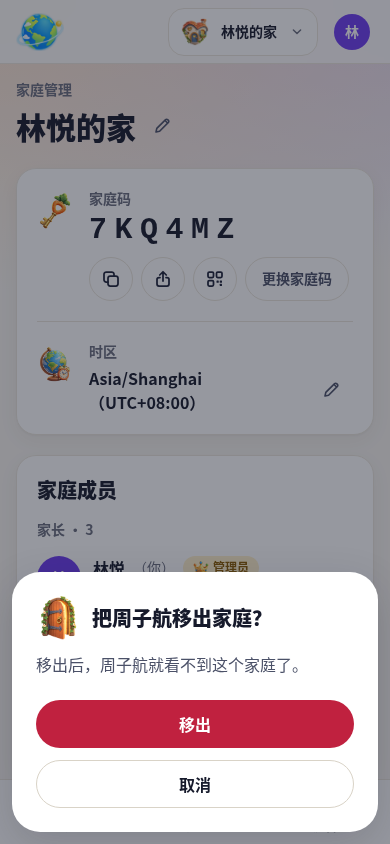 林悦的家
林
家庭管理
林悦的家
家庭码
7KQ4MZ
更换家庭码
时区
Asia/Shanghai
（UTC+08:00）
家庭成员
家长 · 3
林悦 （你） 管理员
把周子航移出家庭？
移出后，周子航就看不到这个家庭了。
移出
取消